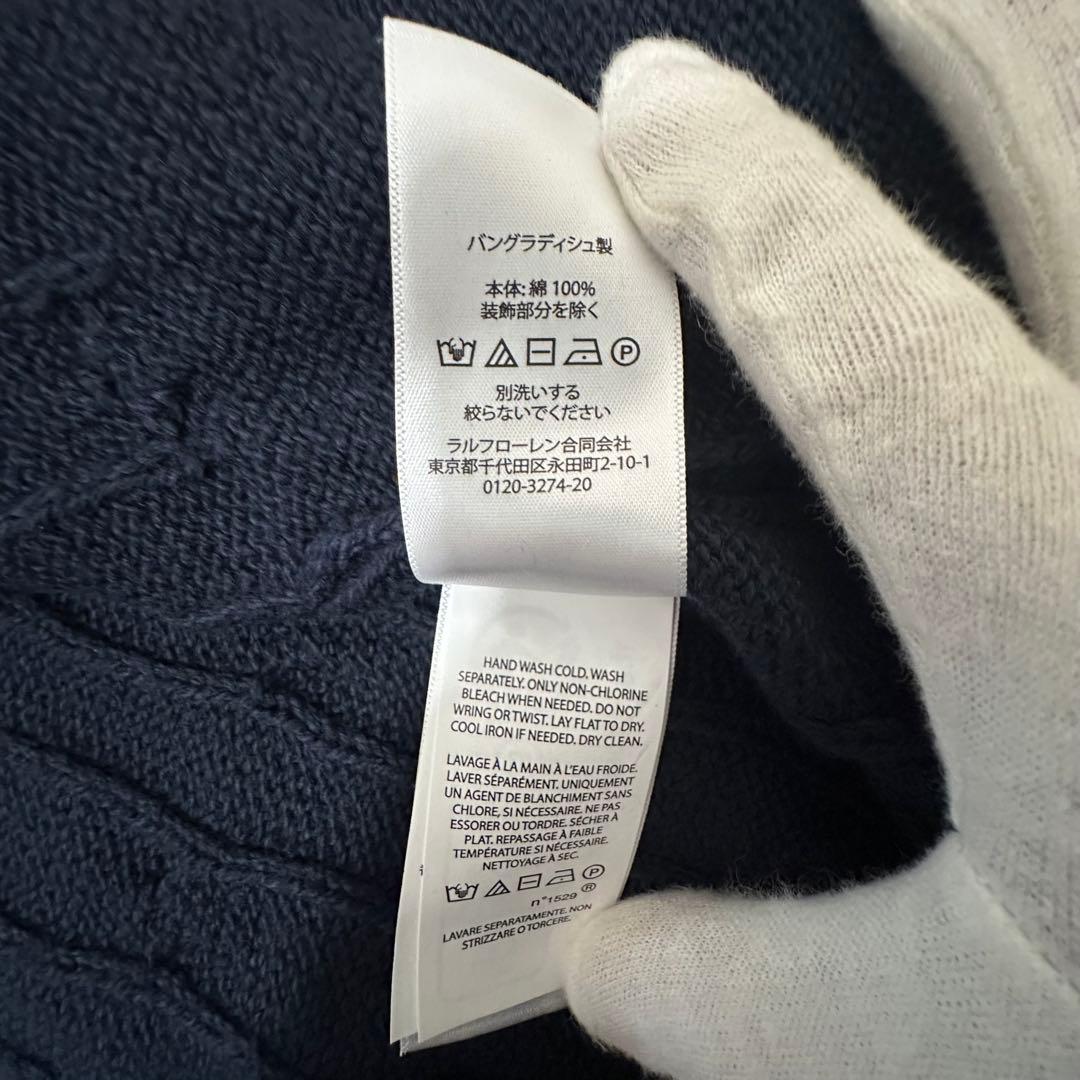 バングラディシュ製
本体: 綿 100%
装飾部分を除く
P
別洗いする
絞らないでください
ラルフローレン合同会社
東京都千代田区永田町2-10-1
0120-3274-20
HAND WASH COLD. WASH
SEPARATELY. ONLY NON-CHLORINE
BLEACH WHEN NEEDED. DO NOT
WRING OR TWIST. LAY FLAT TO DRY.
COOL IRON IF NEEDED. DRY CLEAN.
LAVAGE À LA MAIN À L'EAU FROIDE.
LAVER SÉPARÉMENT. UNIQUEMENT
UN AGENT DE BLANCHIMENT SANS
CHLORE, SI NÉCESSAIRE. NE PAS
ESSORER OU TORDRE. SÉCHER À
PLAT. REPASSAGE À FAIBLE
TEMPÉRATURE SI NÉCESSAIRE.
NETTOYAGE À SEC.
P
n°1529 ®
LAVARE SEPARATAMENTE. NON
STRIZZARE O TORCERE.